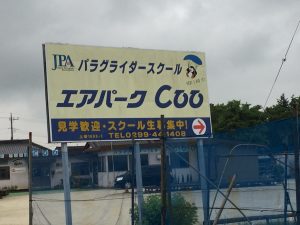 JPA
パラグライダースクール
エアパーク Coo
見学歓迎・スクール生募集中!
TEL0299-44-1408